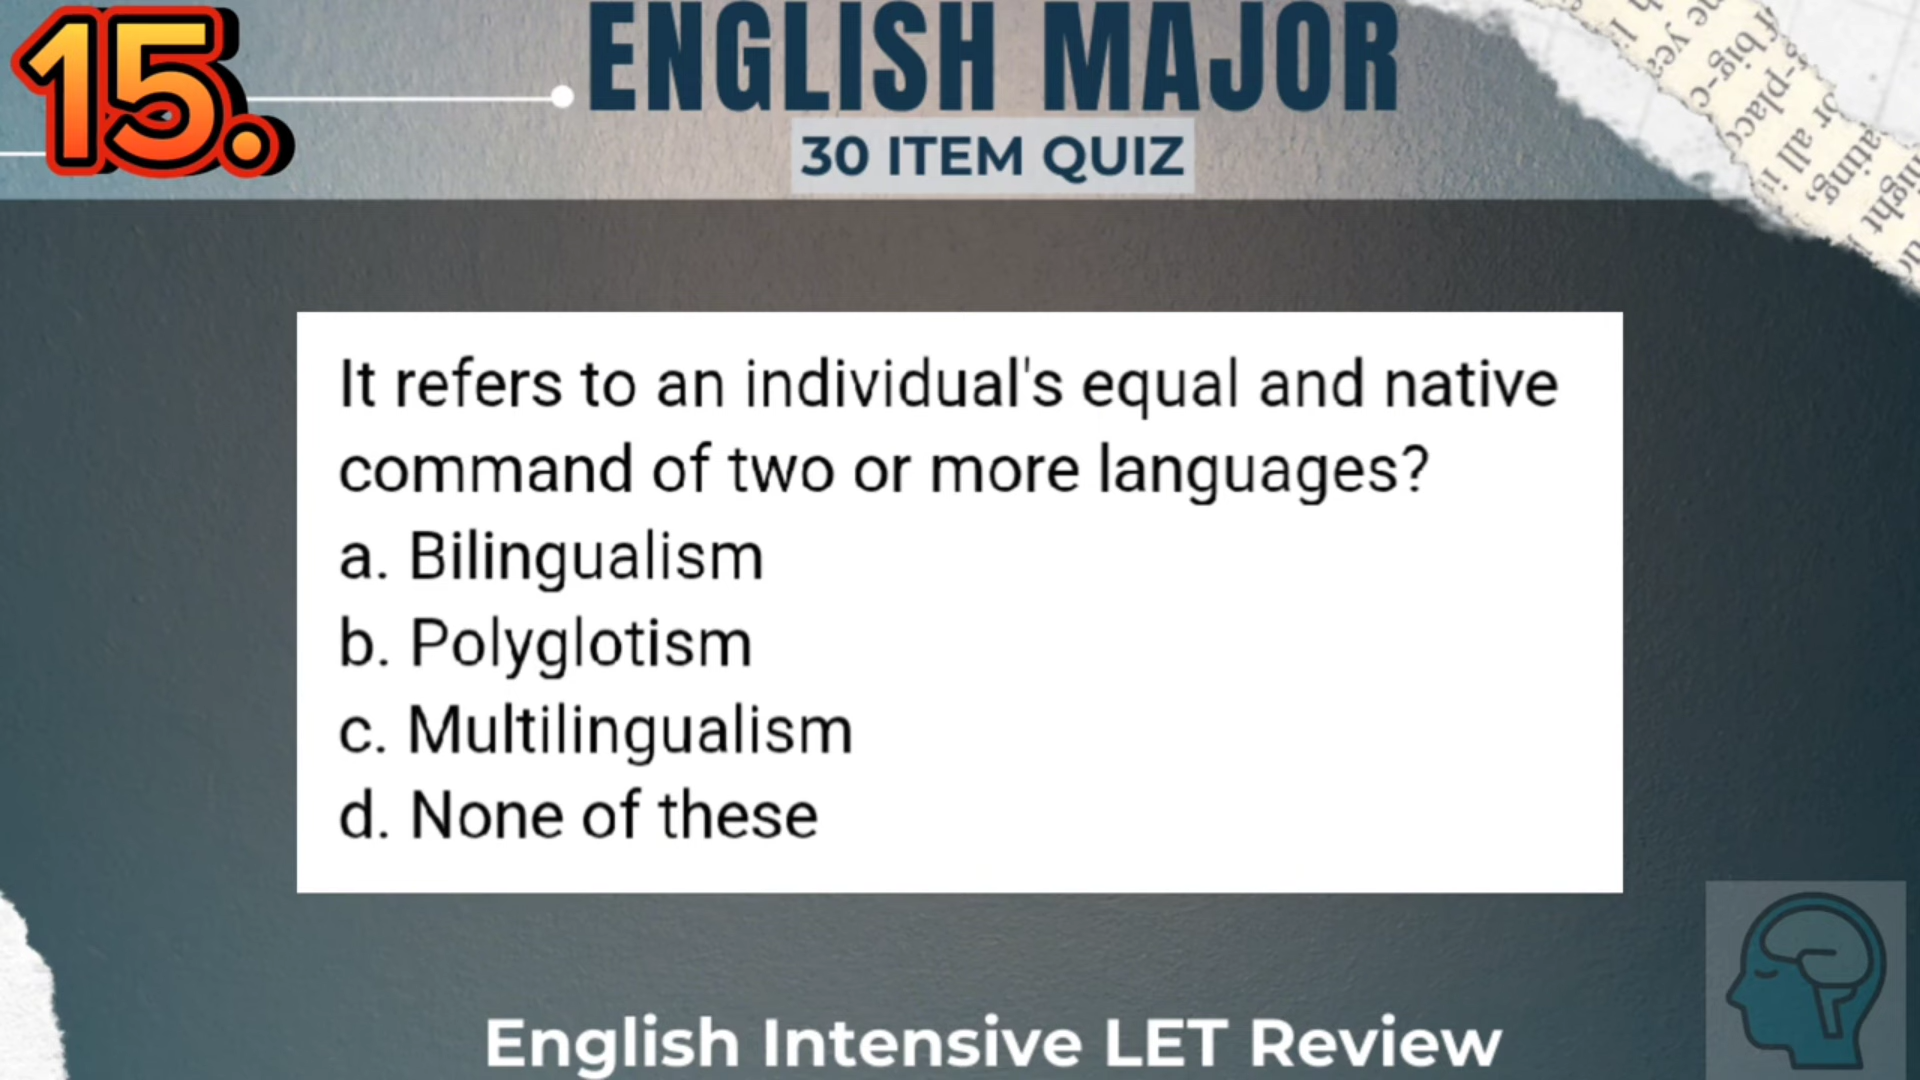 15.
ENGLISH MAJOR
30 ITEM QUIZ
It refers to an individual's equal and native
command of two or more languages?
a. Bilingualism
b. Polyglotism
c. Multilingualism
d. None of these
English Intensive LET Review